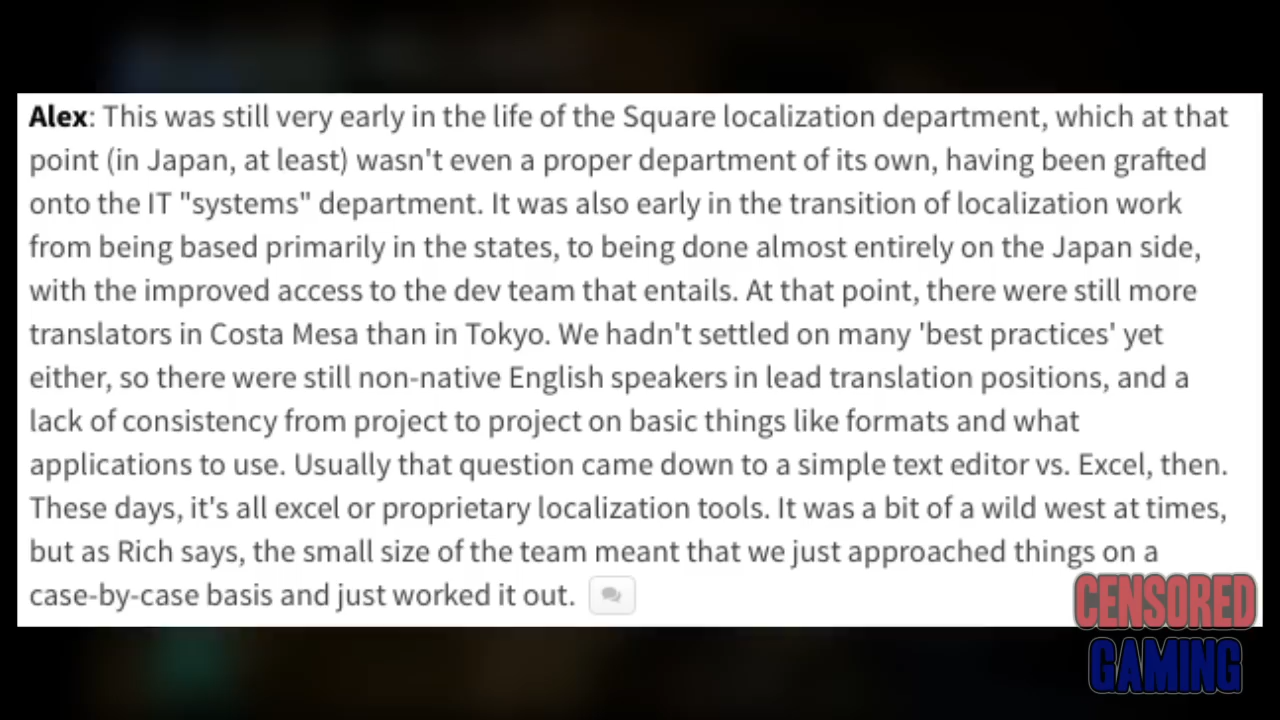 Alex: This was still very early in the life of the Square localization department, which at that
point (in Japan, at least) wasn't even a proper department of its own, having been grafted
onto the IT "systems" department. It was also early in the transition of localization work
from being based primarily in the states, to being done almost entirely on the Japan side,
with the improved access to the dev team that entails. At that point, there were still more
translators in Costa Mesa than in Tokyo. We hadn't settled on many 'best practices' yet
either, so there were still non-native English speakers in lead translation positions, and a
lack of consistency from project to project on basic things like formats and what
applications to use. Usually that question came down to a simple text editor vs. Excel, then.
These days, it's all excel or proprietary localization tools. It was a bit of a wild west at times,
but as Rich says, the small size of the team meant that we just approached things on a
case-by-case basis and just worked it out.
CENSORED
GAMING